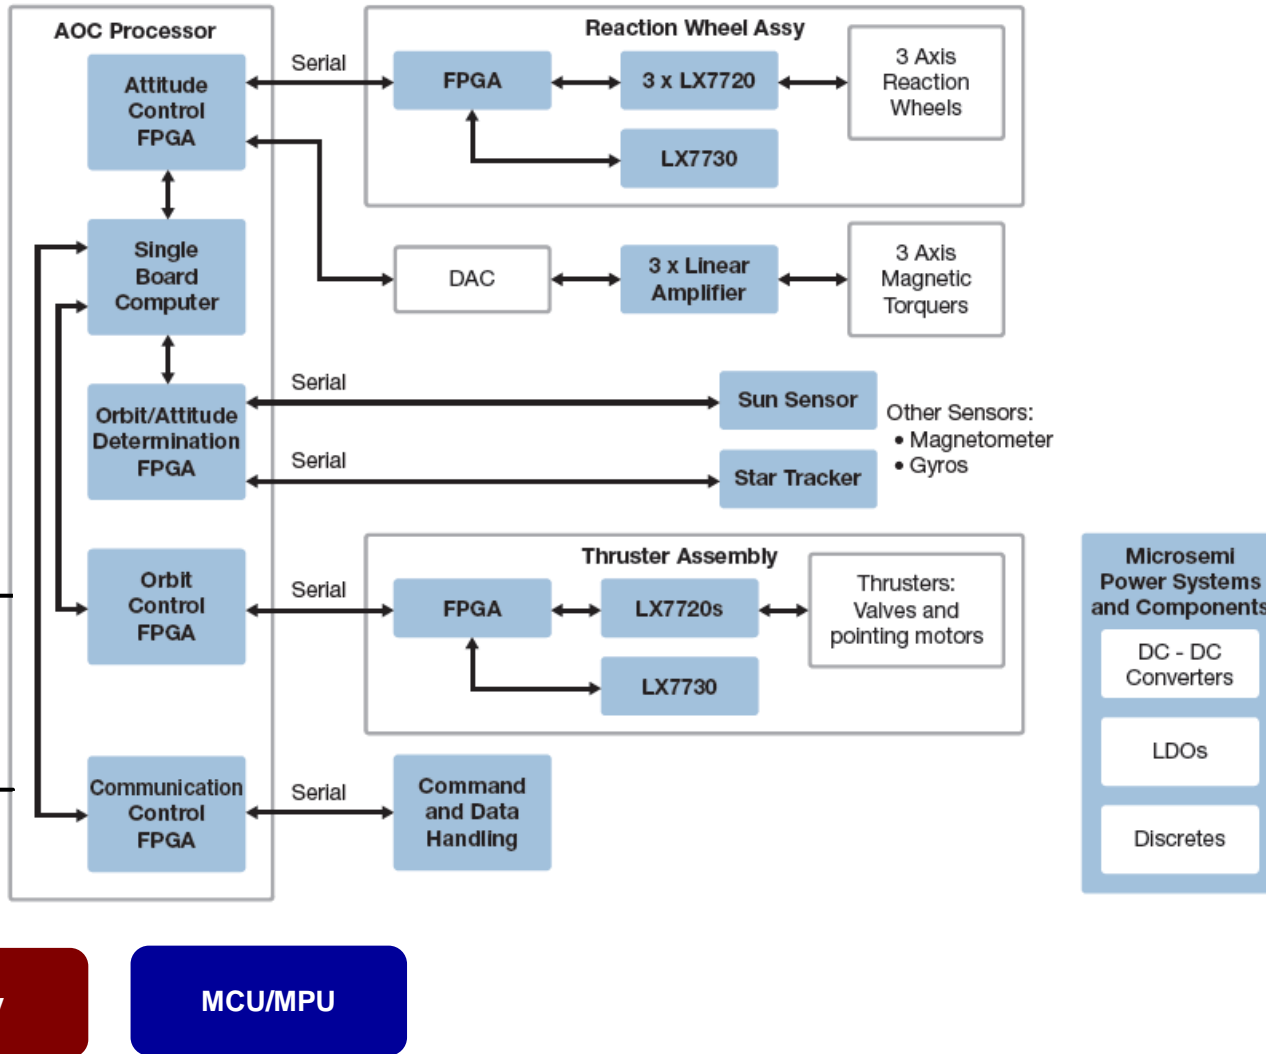 AOC Processor
Attitude
Control
FPGA
Single
Board
Computer
Orbit/Attitude
Determination
FPGA
Orbit
Control
FPGA
Communication
Control
FPGA
Serial
Reaction Wheel Assy
FPGA
3 x LX7720
LX7730
3 Axis
Reaction
Wheels
DAC
3 x Linear
Amplifier
3 Axis
Magnetic
Torquers
Serial
Sun Sensor
Serial
Star Tracker
Other Sensors:
• Magnetometer
• Gyros
Serial
Thruster Assembly
FPGA
LX7720s
LX7730
Thrusters:
Valves and
pointing motors
Serial
Command
and Data
Handling
Microsemi
Power Systems
and Components
DC - DC
Converters
LDOs
Discretes
MCU/MPU